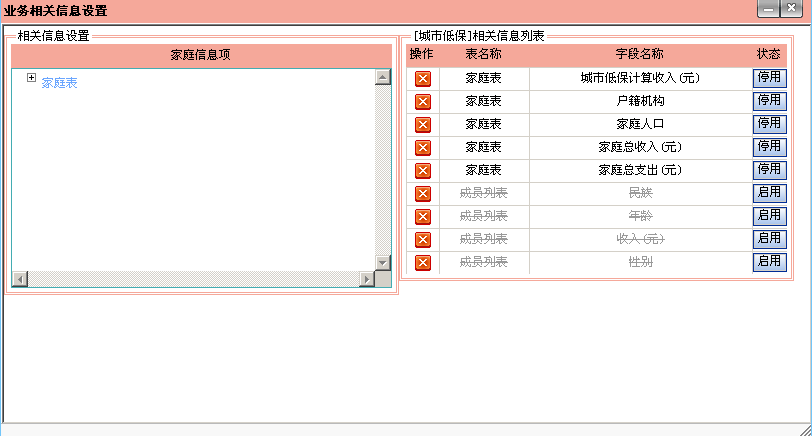 业务相关信息设置
相关信息设置
家庭信息项
家庭表
[城市低保]相关信息列表
操作 表名称 字段名称 状态
家庭表 城市低保计算收入(元) 停用
家庭表 户籍机构 停用
家庭表 家庭人口 停用
家庭表 家庭总收入(元) 停用
家庭表 家庭总支出(元) 停用
成员列表 民族 启用
成员列表 年龄 启用
成员列表 收入(元) 启用
成员列表 性别 启用